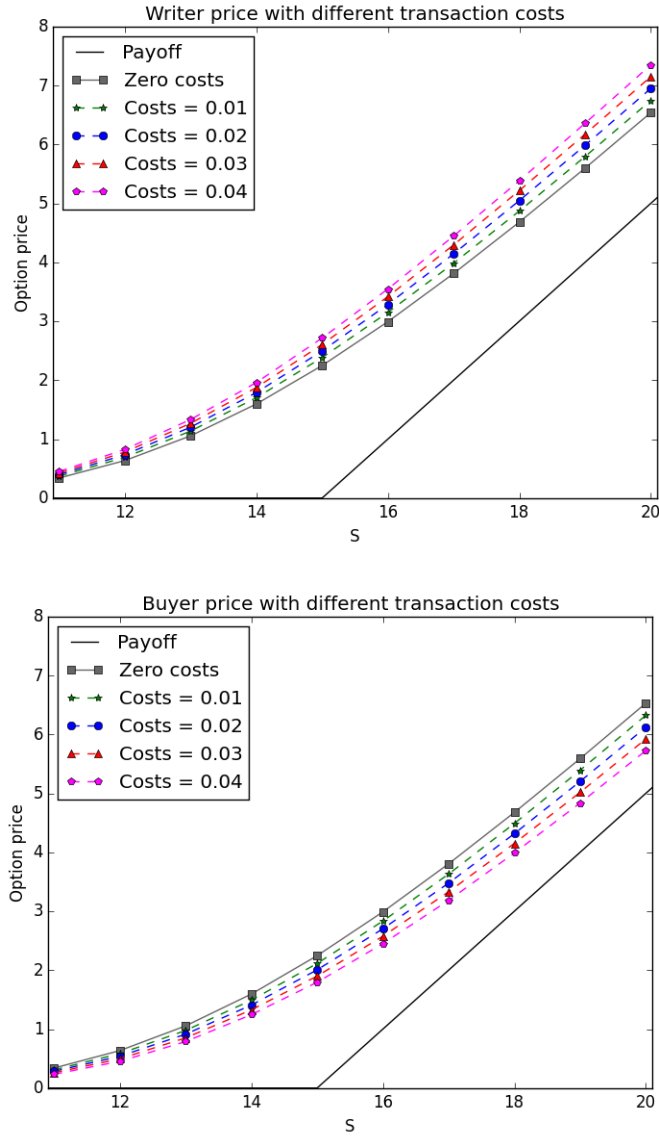 Writer price with different transaction costs
8
7
6
5
4
3
2
1
0
Option price
Payoff
Zero costs
Costs = 0.01
Costs = 0.02
Costs = 0.03
Costs = 0.04
12 14 16 18 20
S
Buyer price with different transaction costs
8
7
6
5
4
3
2
1
0
Option price
Payoff
Zero costs
Costs = 0.01
Costs = 0.02
Costs = 0.03
Costs = 0.04
12 14 16 18 20
S